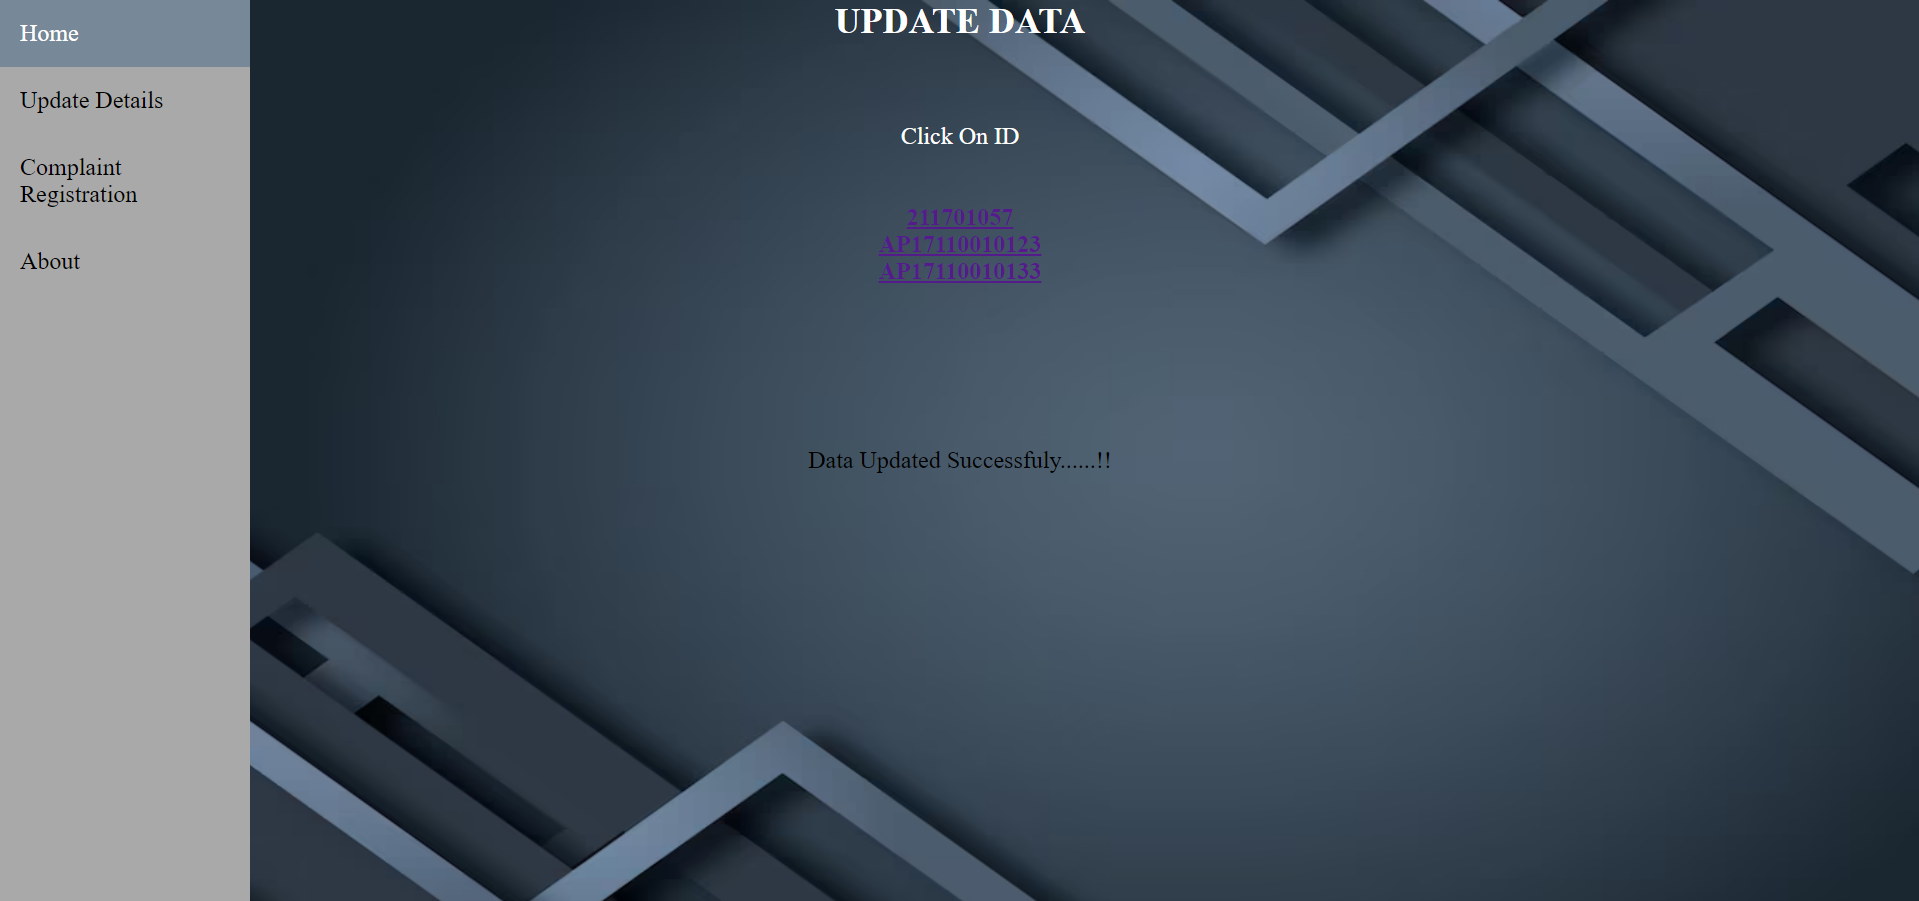 Home
Update Details
Complaint
Registration
About
UPDATE DATA
Click On ID
211701057
AP17110010123
AP17110010133
Data Updated Successfuly......!!